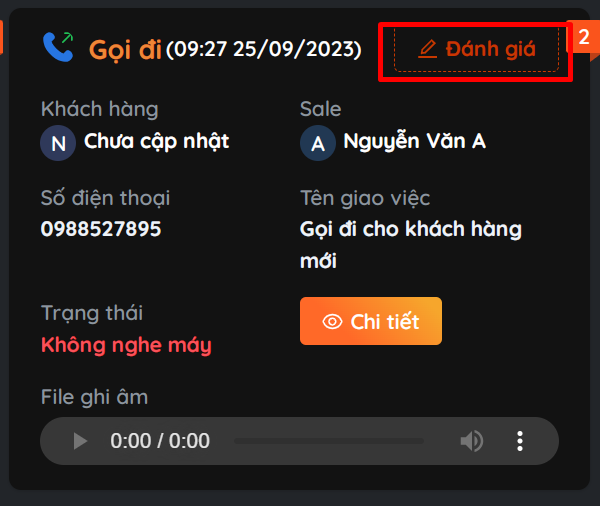 Gọi đi (09:27 25/09/2023)
Đánh giá
2
Khách hàng
N Chưa cập nhật
Sale
A Nguyễn Văn A
Số điện thoại
0988527895
Tên giao việc
Gọi đi cho khách hàng
mới
Trạng thái
Không nghe máy
Chi tiết
File ghi âm
0:00 / 0:00